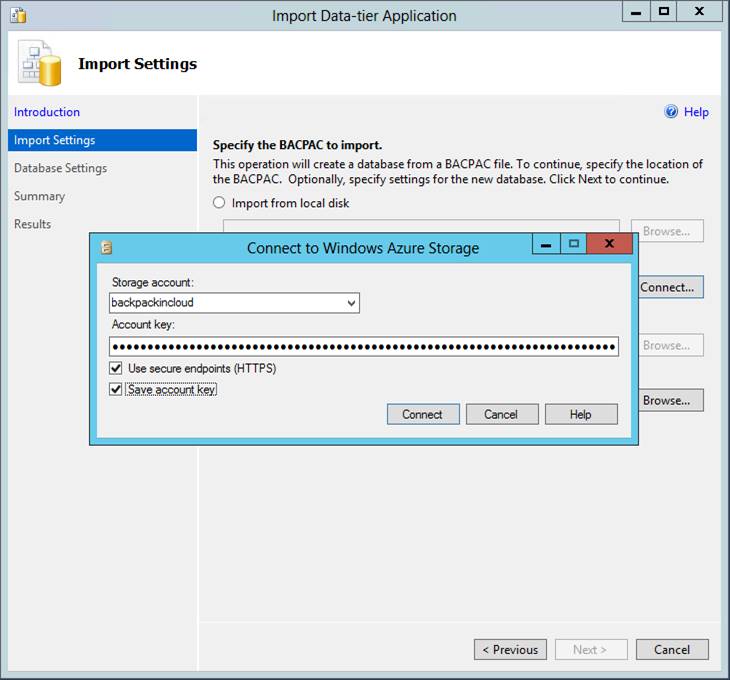 Import Data-tier Application
Import Settings
Introduction
Import Settings
Database Settings
Summary
Results
Help
Specify the BACPAC to import.
This operation will create a database from a BACPAC file. To continue, specify the location of
the BACPAC. Optionally, specify settings for the new database. Click Next to continue.
Import from local disk
Browse...
Connect...
Browse...
Browse...
Connect to Windows Azure Storage
Storage account:
backpackincloud
Account key:
Use secure endpoints (HTTPS)
Save account key
Connect
Cancel
Help
< Previous
Next >
Cancel